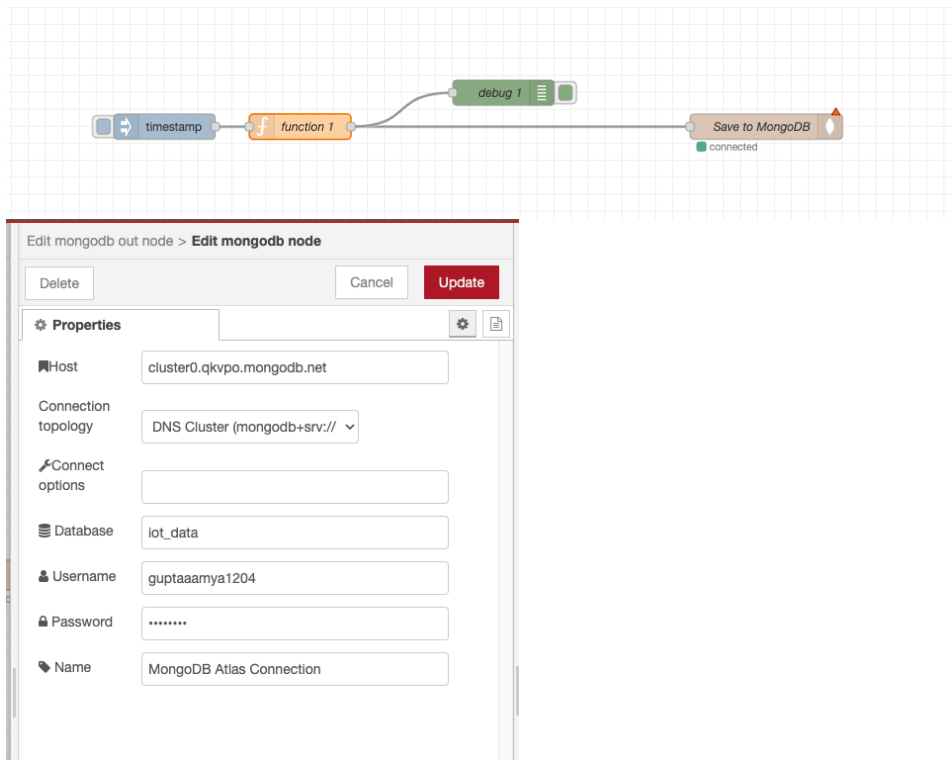 debug 1
timestamp
function 1
Save to MongoDB
connected
Edit mongodb out node > Edit mongodb node
Delete
Cancel
Update
Properties
Host
cluster0.qkvpo.mongodb.net
Connection
topology
DNS Cluster (mongodb+srv://
Connect
options
Database
iot_data
Username
guptaaamya1204
Password
••••••••
Name
MongoDB Atlas Connection